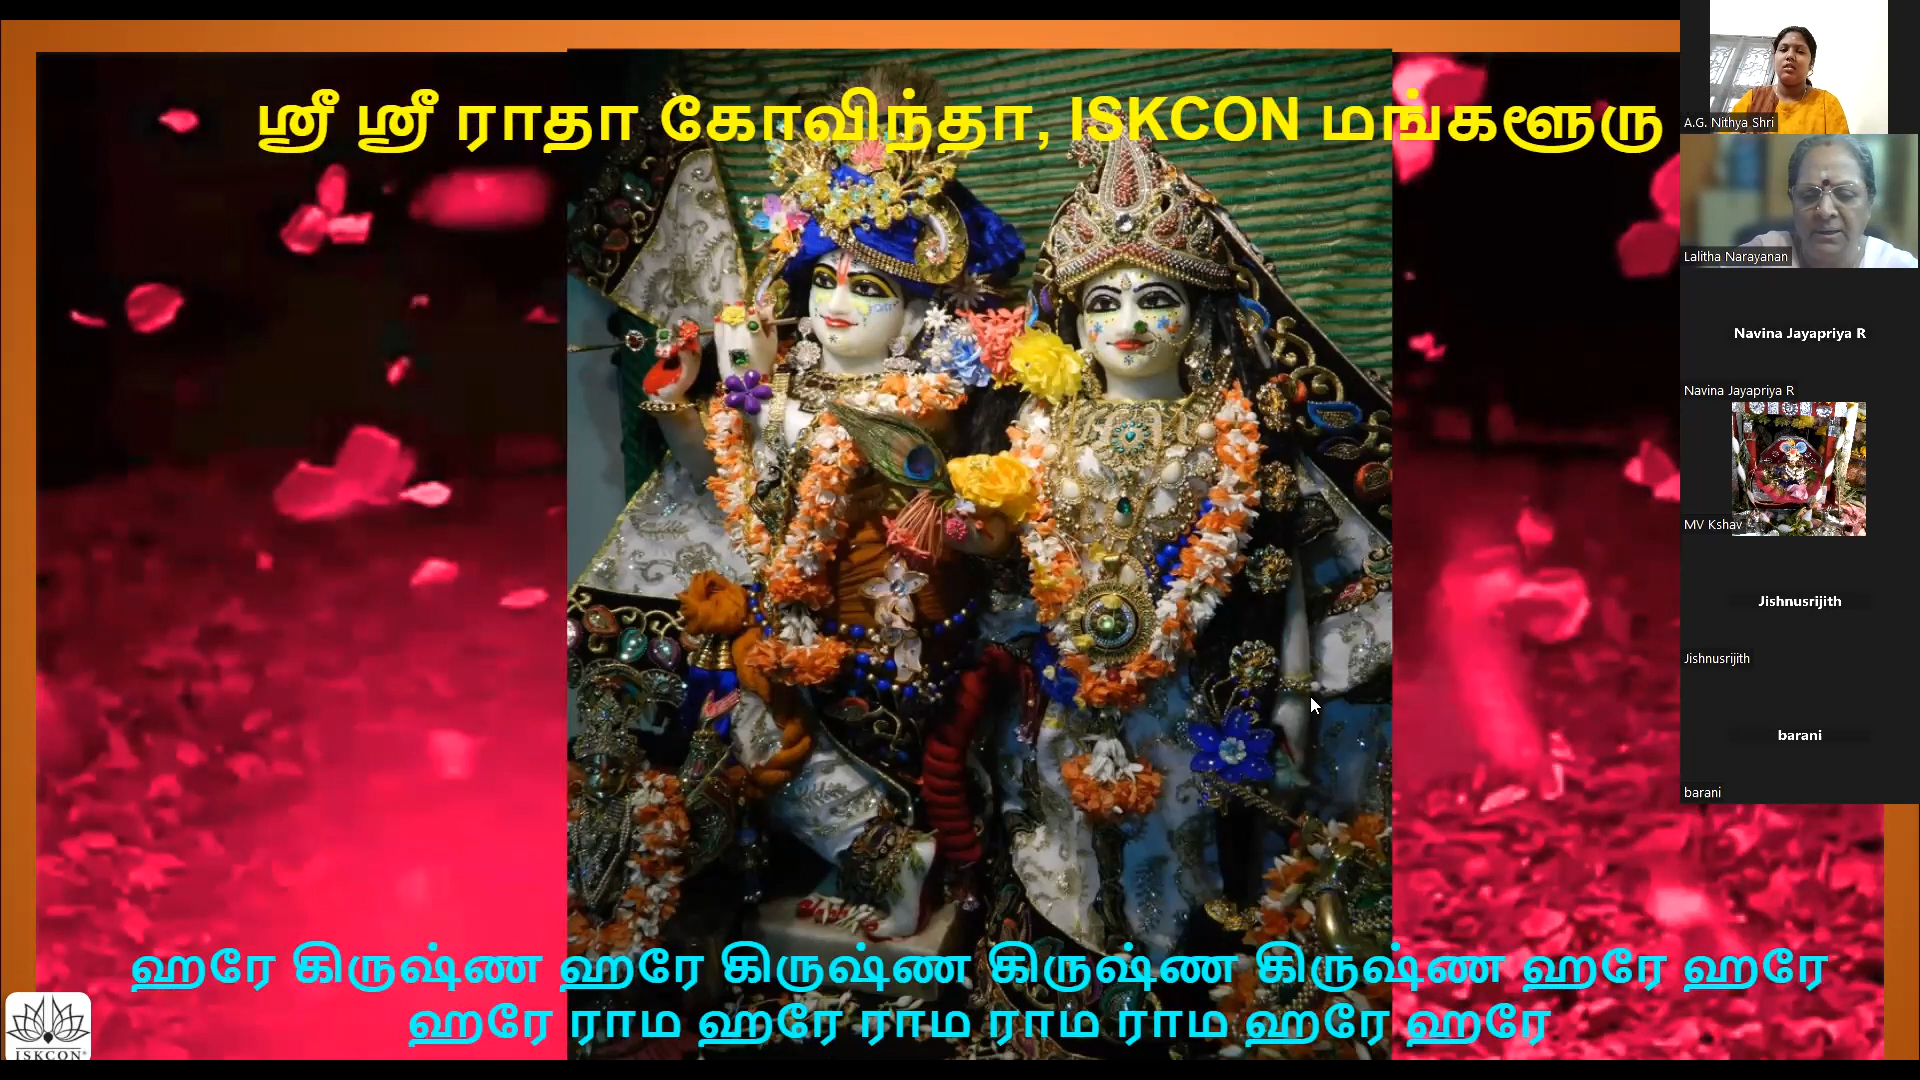 ஸ்ரீ ஸ்ரீ ராதா கோவிந்தா, ISKCON மங்களூரு
A.G. Nithya Shri
Lalitha Narayanan
Navina Jayapriya R
Navina Jayapriya R
MV Kshav
Jishnusrijith
Jishnusrijith
barani
barani
ஹரே கிருஷ்ண ஹரே கிருஷ்ண கிருஷ்ண கிருஷ்ண ஹரே ஹரே
ஹரே ராம ஹரே ராம ராம ராம ஹரே ஹரே
ISKCON®